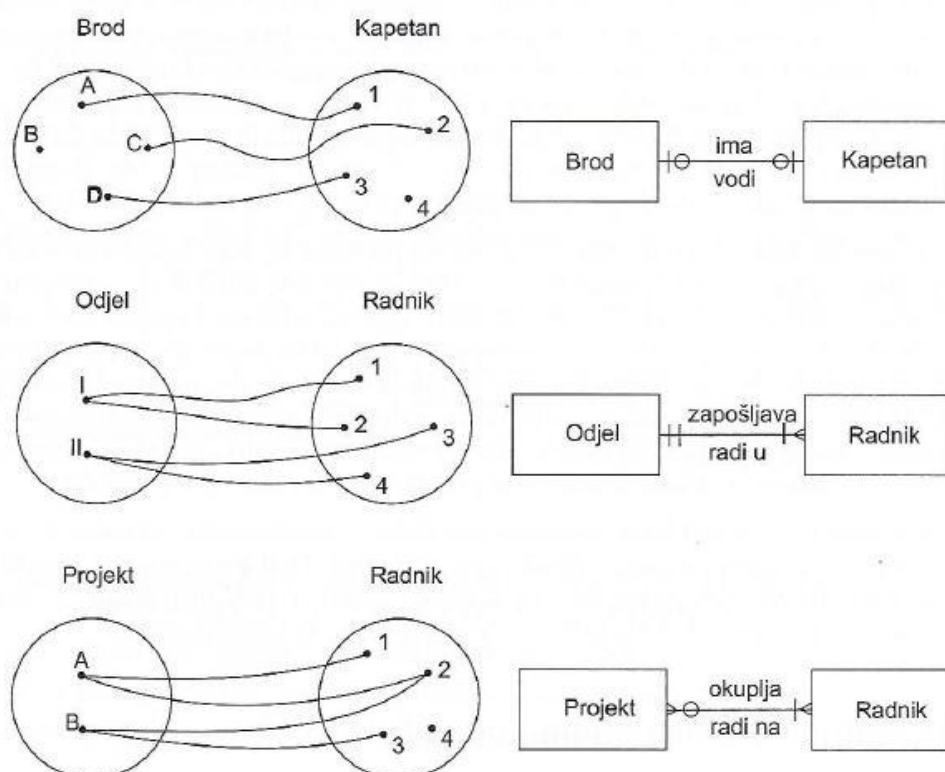 Brod Kapetan
A 1
B C 2
D 3
4
Brod ima Kapetan
vodi
Odjel Radnik
I 1
2 3
II 4
Odjel zapošljava Radnik
radi u
Projekt Radnik
A 1
2
B 3 4
Projekt okuplja Radnik
radi na